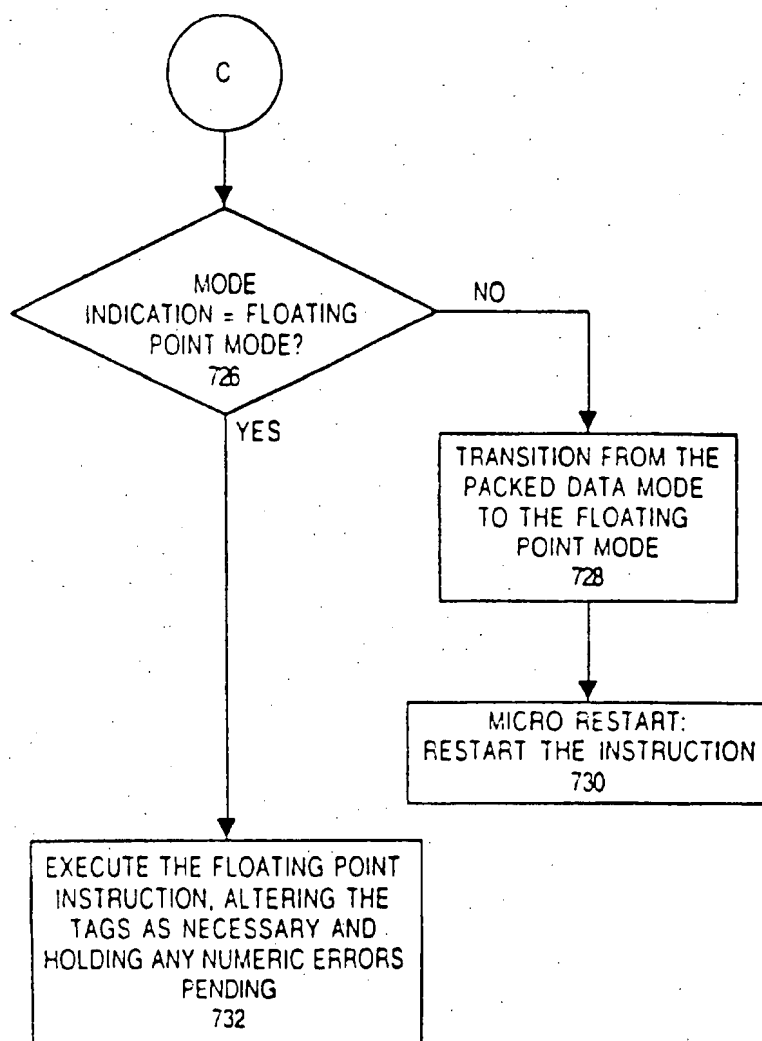 C
MODE
INDICATION = FLOATING
POINT MODE?
726
NO
YES
TRANSITION FROM THE
PACKED DATA MODE
TO THE FLOATING
POINT MODE
728
MICRO RESTART:
RESTART THE INSTRUCTION
730
EXECUTE THE FLOATING POINT
INSTRUCTION, ALTERING THE
TAGS AS NECESSARY AND
HOLDING ANY NUMERIC ERRORS
PENDING
732